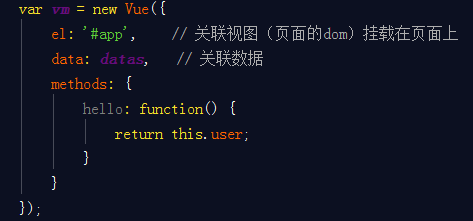 var vm = new Vue({
    el: '#app',    // 关联视图（页面的dom）挂载在页面上
    data: datas,   // 关联数据
    methods: {
        hello: function() {
            return this.user;
        }
    }
});